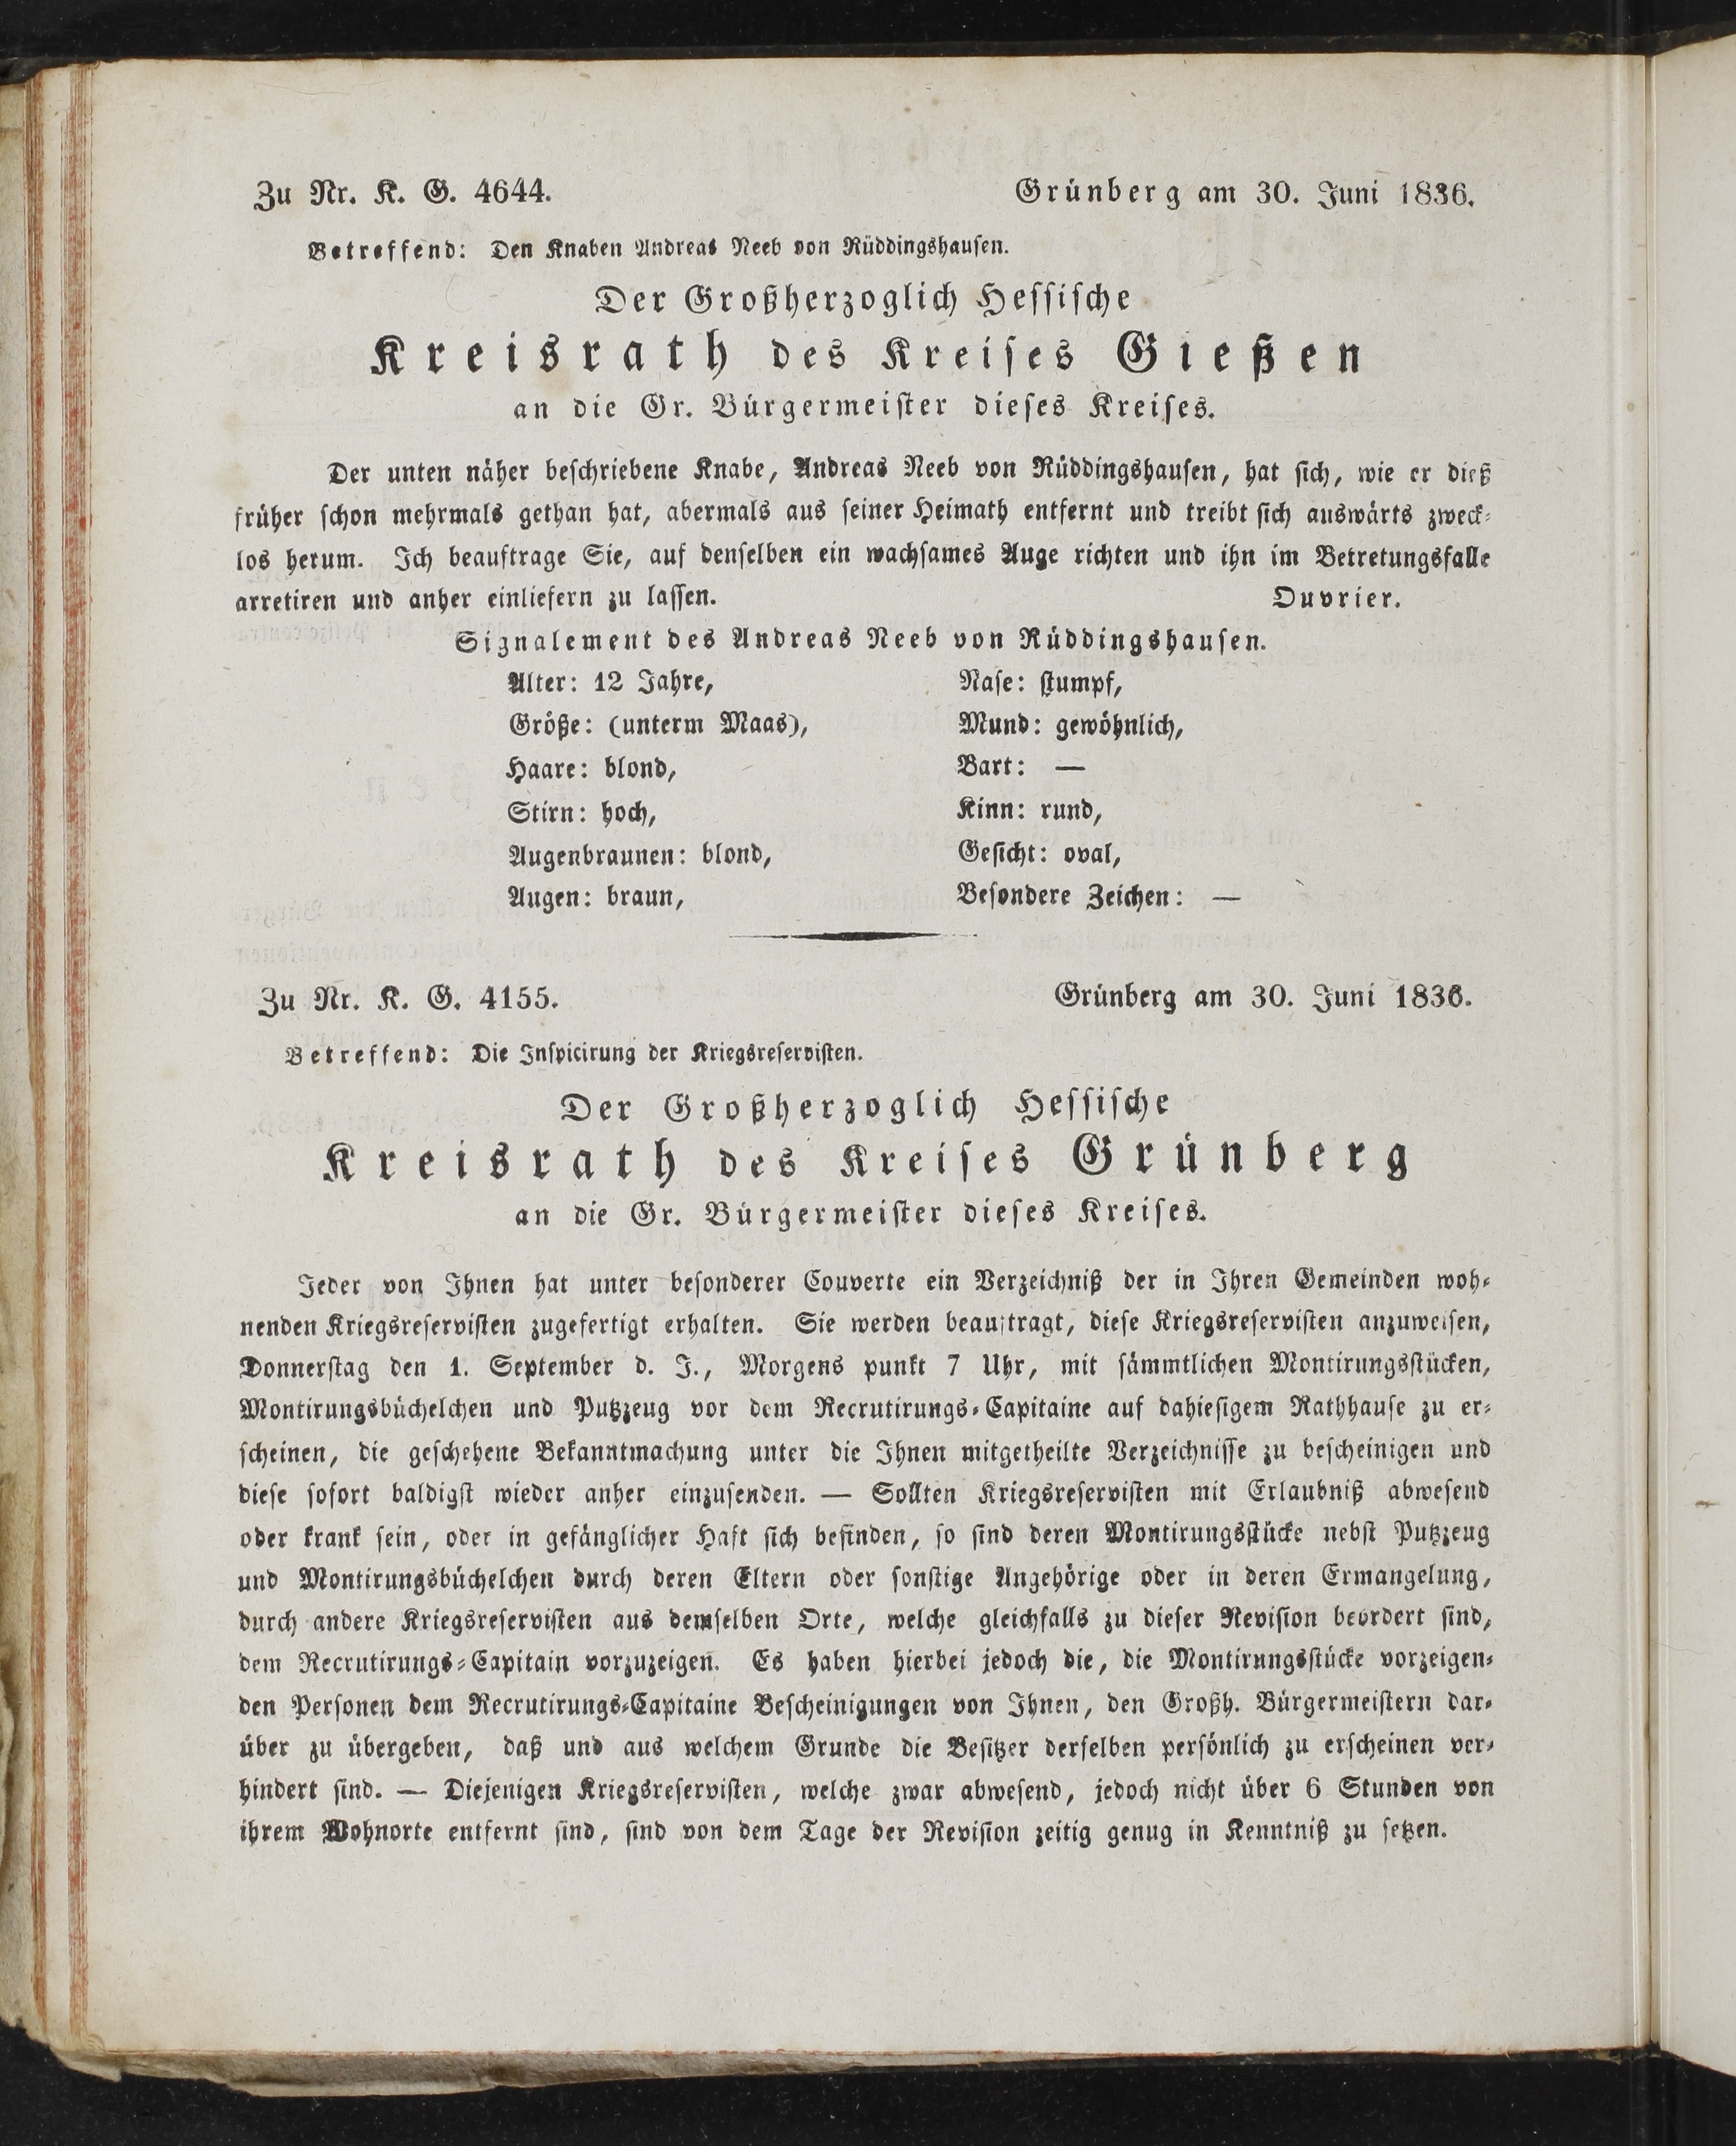 Zu Nr. K. G. 4644. Grünberg am 30. Juni 1836.
Betreffend: Den Knaben Andreas Neeb von Rüddingshausen.
Der Großherzoglich Hessische
Kreisrath des Kreises Gießen
an die Gr. Bürgermeister dieses Kreises.
Der unten näher beschriebene Knabe, Andreas Neeb von Rüddingshausen, hat sich, wie er dieß
früher schon mehrmals gethan hat, abermals aus seiner Heimath entfernt und treibt sich auswärts zweck-
los herum. Ich beauftrage Sie, auf denselben ein wachsames Auge richten und ihn im Betretungsfalle
arretiren und anher einliefern zu lassen. Ouvrier.
Signalement des Andreas Neeb von Rüddingshausen.
Alter: 12 Jahre, Nase: stumpf,
Größe: (unterm Maas), Mund: gewöhnlich,
Haare: blond, Bart: —
Stirn: hoch, Kinn: rund,
Augenbraunen: blond, Gesicht: oval,
Augen: braun, Besondere Zeichen: —
Zu Nr. K. G. 4155. Grünberg am 30. Juni 1836.
Betreffend: Die Inspicirung der Kriegsreservisten.
Der Großherzoglich Hessische
Kreisrath des Kreises Grünberg
an die Gr. Bürgermeister dieses Kreises.
Jeder von Ihnen hat unter besonderer Couverte ein Verzeichniß der in Ihren Gemeinden woh-
nenden Kriegsreservisten zugefertigt erhalten. Sie werden beauftragt, diese Kriegsreservisten anzuweisen,
Donnerstag den 1. September d. J., Morgens punkt 7 Uhr, mit sämmtlichen Montirungsstücken,
Montirungsbüchelchen und Putzzeug vor dem Recrutirungs-Capitaine auf dahiesigem Rathhause zu er-
scheinen, die geschehene Bekanntmachung unter die Ihnen mitgetheilte Verzeichnisse zu bescheinigen und
diese sofort baldigst wieder anher einzusenden. — Sollten Kriegsreservisten mit Erlaubniß abwesend
oder krank sein, oder in gefänglicher Haft sich befinden, so sind deren Montirungsstücke nebst Putzzeug
und Montirungsbüchelchen durch deren Eltern oder sonstige Angehörige oder in deren Ermangelung,
durch andere Kriegsreservisten aus demselben Orte, welche gleichfalls zu dieser Revision beordert sind,
dem Recrutirungs-Capitain vorzuzeigen. Es haben hierbei jedoch die, die Montirungsstücke vorzeigen-
den Personen dem Recrutirungs-Capitaine Bescheinigungen von Ihnen, den Großh. Bürgermeistern dar-
über zu übergeben, daß und aus welchem Grunde die Besitzer derselben persönlich zu erscheinen ver-
hindert sind. — Diejenigen Kriegsreservisten, welche zwar abwesend, jedoch nicht über 6 Stunden von
ihrem Wohnorte entfernt sind, sind von dem Tage der Revision zeitig genug in Kenntniß zu setzen.